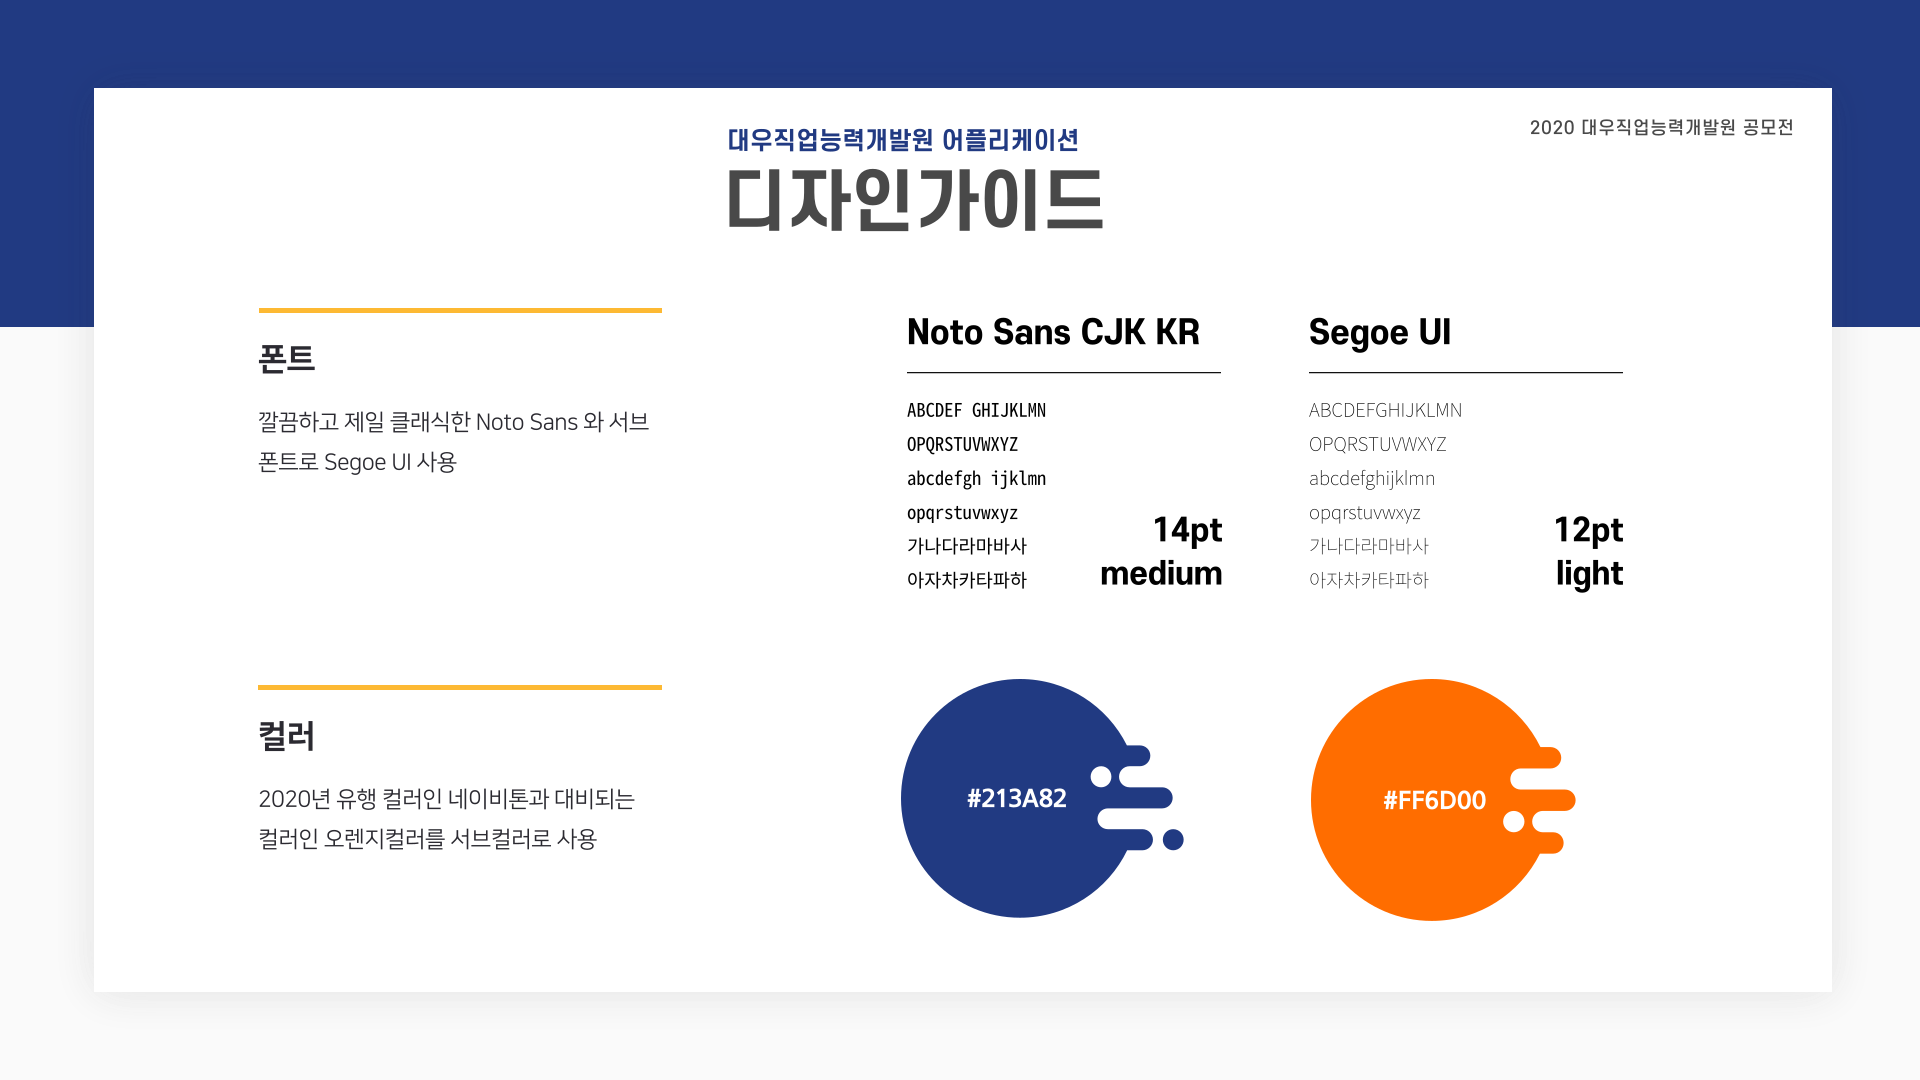 2020 대우직업능력개발원 공모전
대우직업능력개발원 어플리케이션
디자인가이드
폰트
깔끔하고 제일 클래식한 Noto Sans 와 서브
폰트로 Segoe UI 사용
Noto Sans CJK KR
ABCDEF GHIJKLMN
OPQRSTUVWXYZ
abcdefgh ijklmn
opqrstuvwxyz
가나다라마바사
아자차카타파하
14pt
medium
Segoe UI
ABCDEFGHIJKLMN
OPQRSTUVWXYZ
abcdefghijklmn
opqrstuvwxyz
가나다라마바사
아자차카타파하
12pt
light
컬러
2020년 유행 컬러인 네이비톤과 대비되는
컬러인 오렌지컬러를 서브컬러로 사용
#213A82
#FF6D00